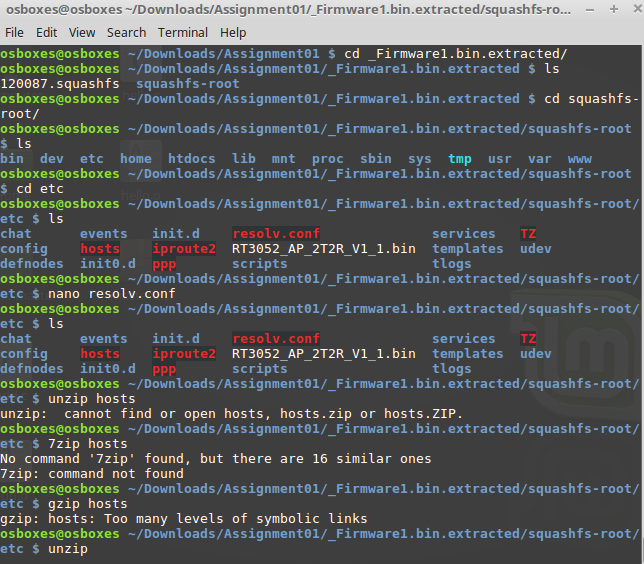 osboxes@osboxes ~/Downloads/Assignment01/_Firmware1.bin.extracted/squashfs-ro...
File Edit View Search Terminal Help
osboxes@osboxes ~/Downloads/Assignment01 $ cd _Firmware1.bin.extracted/
osboxes@osboxes ~/Downloads/Assignment01/_Firmware1.bin.extracted $ ls
120087.squashfs  squashfs-root
osboxes@osboxes ~/Downloads/Assignment01/_Firmware1.bin.extracted $ cd squashfs-
root/
osboxes@osboxes ~/Downloads/Assignment01/_Firmware1.bin.extracted/squashfs-root
$ ls
bin  dev  etc  home  htdocs  lib  mnt  proc  sbin  sys  tmp  usr  var  www
osboxes@osboxes ~/Downloads/Assignment01/_Firmware1.bin.extracted/squashfs-root
$ cd etc
osboxes@osboxes ~/Downloads/Assignment01/_Firmware1.bin.extracted/squashfs-root/
etc $ ls
chat      events   init.d    resolv.conf              services   TZ
config    hosts    iproute2  RT3052_AP_2T2R_V1_1.bin  templates  udev
defnodes  init0.d  ppp       scripts                  tlogs
osboxes@osboxes ~/Downloads/Assignment01/_Firmware1.bin.extracted/squashfs-root/
etc $ nano resolv.conf
osboxes@osboxes ~/Downloads/Assignment01/_Firmware1.bin.extracted/squashfs-root/
etc $ ls
chat      events   init.d    resolv.conf              services   TZ
config    hosts    iproute2  RT3052_AP_2T2R_V1_1.bin  templates  udev
defnodes  init0.d  ppp       scripts                  tlogs
osboxes@osboxes ~/Downloads/Assignment01/_Firmware1.bin.extracted/squashfs-root/
etc $ unzip hosts
unzip:  cannot find or open hosts, hosts.zip or hosts.ZIP.
osboxes@osboxes ~/Downloads/Assignment01/_Firmware1.bin.extracted/squashfs-root/
etc $ 7zip hosts
No command '7zip' found, but there are 16 similar ones
7zip: command not found
osboxes@osboxes ~/Downloads/Assignment01/_Firmware1.bin.extracted/squashfs-root/
etc $ gzip hosts
gzip: hosts: Too many levels of symbolic links
osboxes@osboxes ~/Downloads/Assignment01/_Firmware1.bin.extracted/squashfs-root/
etc $ unzip